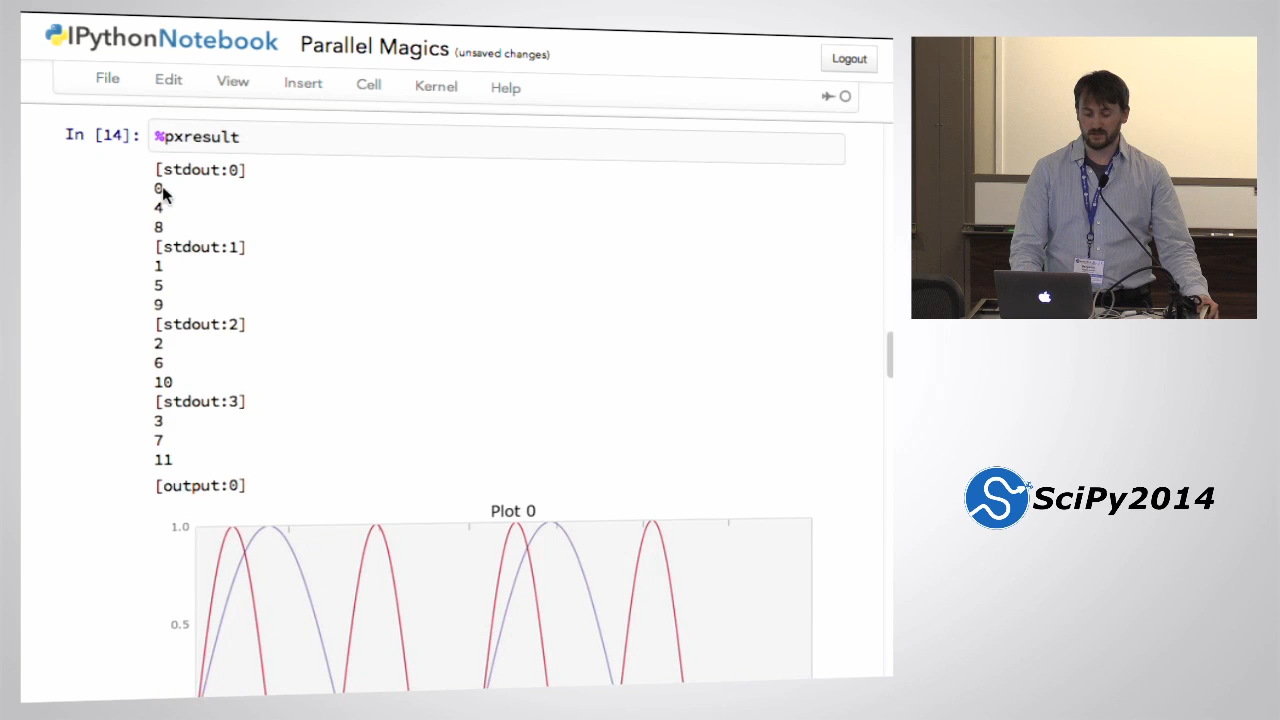 IPythonNotebook Parallel Magics (unsaved changes)
Logout
File Edit View Insert Cell Kernel Help
In [14]: %pxresult
[stdout:0]
0
4
8
[stdout:1]
1
5
9
[stdout:2]
2
6
10
[stdout:3]
3
7
11
[output:0]
Plot 0
1.0
0.5
SciPy2014